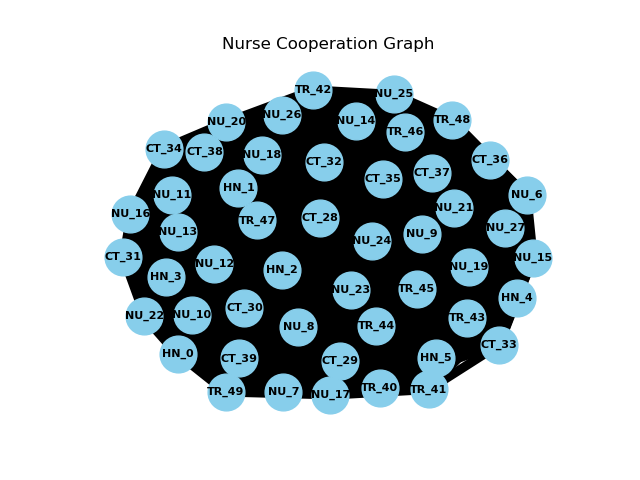 Nurse Cooperation Graph
TR_42
NU_25
NU_26
NU_20
NU_14
TR_48
TR_46
CT_34
CT_38
NU_18
CT_32
CT_36
CT_37
CT_35
HN_1
NU_11
NU_6
NU_21
NU_16
TR_47
CT_28
NU_27
NU_13
NU_9
NU_24
CT_31
NU_15
NU_12
NU_19
HN_2
HN_3
TR_45
NU_23
HN_4
CT_30
NU_22
NU_10
TR_43
NU_8
TR_44
CT_33
HN_0
CT_39
HN_5
CT_29
TR_49
NU_7
NU_17
TR_40
TR_41